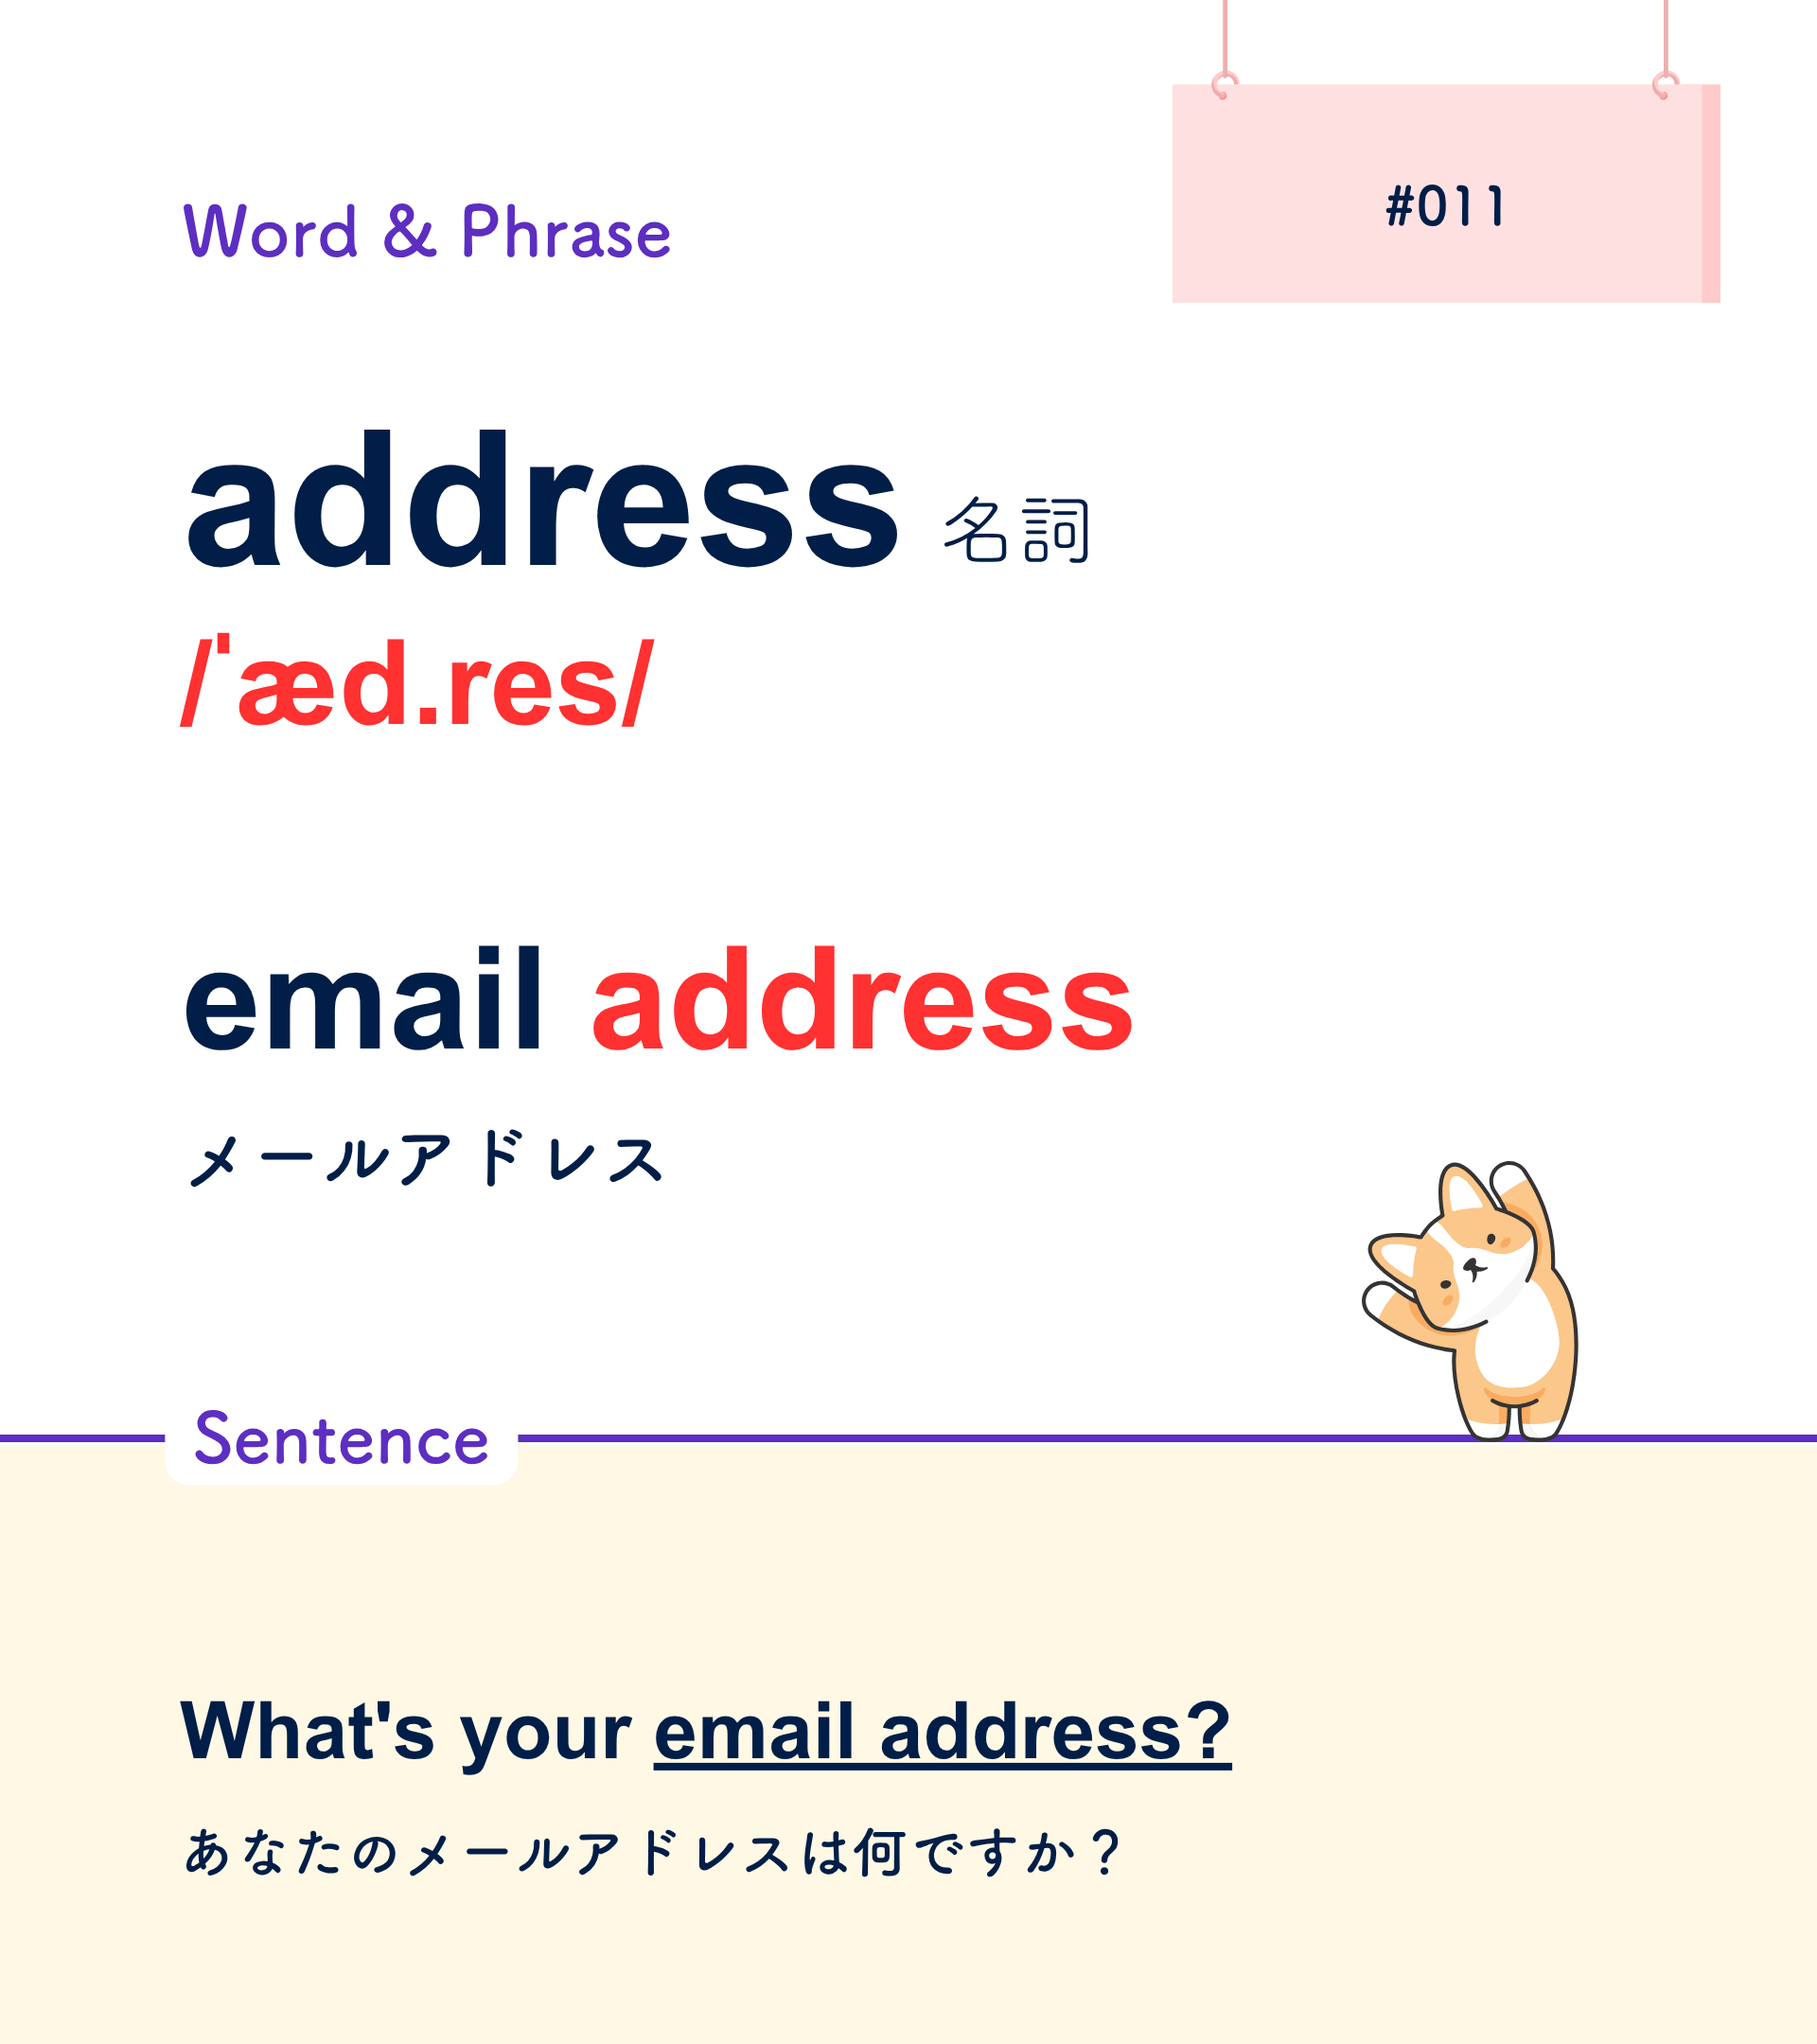 #011
Word & Phrase
address 名詞
/ˈæd.res/
email address
メールアドレス
Sentence
What's your email address?
あなたのメールアドレスは何ですか？